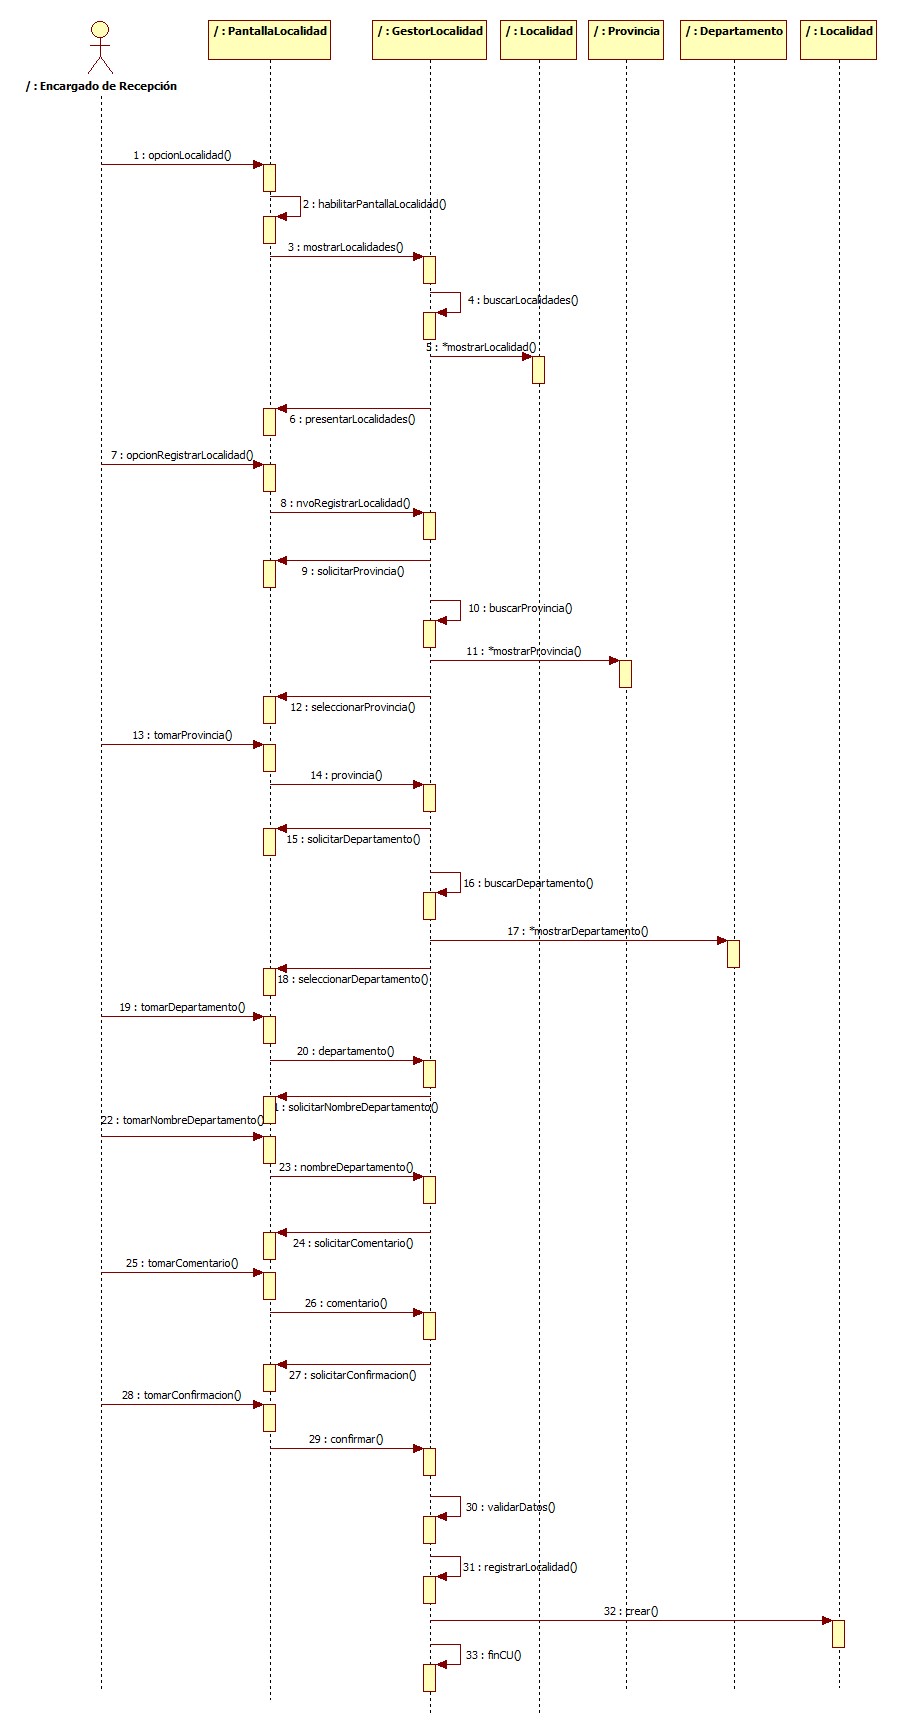 / : PantallaLocalidad
/ : GestorLocalidad
/ : Localidad
/ : Provincia
/ : Departamento
/ : Localidad
/ : Encargado de Recepción
1 : opcionLocalidad()
2 : habilitarPantallaLocalidad()
3 : mostrarLocalidades()
4 : buscarLocalidades()
5 : *mostrarLocalidad()
6 : presentarLocalidades()
7 : opcionRegistrarLocalidad()
8 : nvoRegistrarLocalidad()
9 : solicitarProvincia()
10 : buscarProvincia()
11 : *mostrarProvincia()
12 : seleccionarProvincia()
13 : tomarProvincia()
14 : provincia()
15 : solicitarDepartamento()
16 : buscarDepartamento()
17 : *mostrarDepartamento()
18 : seleccionarDepartamento()
19 : tomarDepartamento()
20 : departamento()
1 : solicitarNombreDepartamento()
22 : tomarNombreDepartamento()
23 : nombreDepartamento()
24 : solicitarComentario()
25 : tomarComentario()
26 : comentario()
27 : solicitarConfirmacion()
28 : tomarConfirmacion()
29 : confirmar()
30 : validarDatos()
31 : registrarLocalidad()
32 : crear()
33 : finCU()